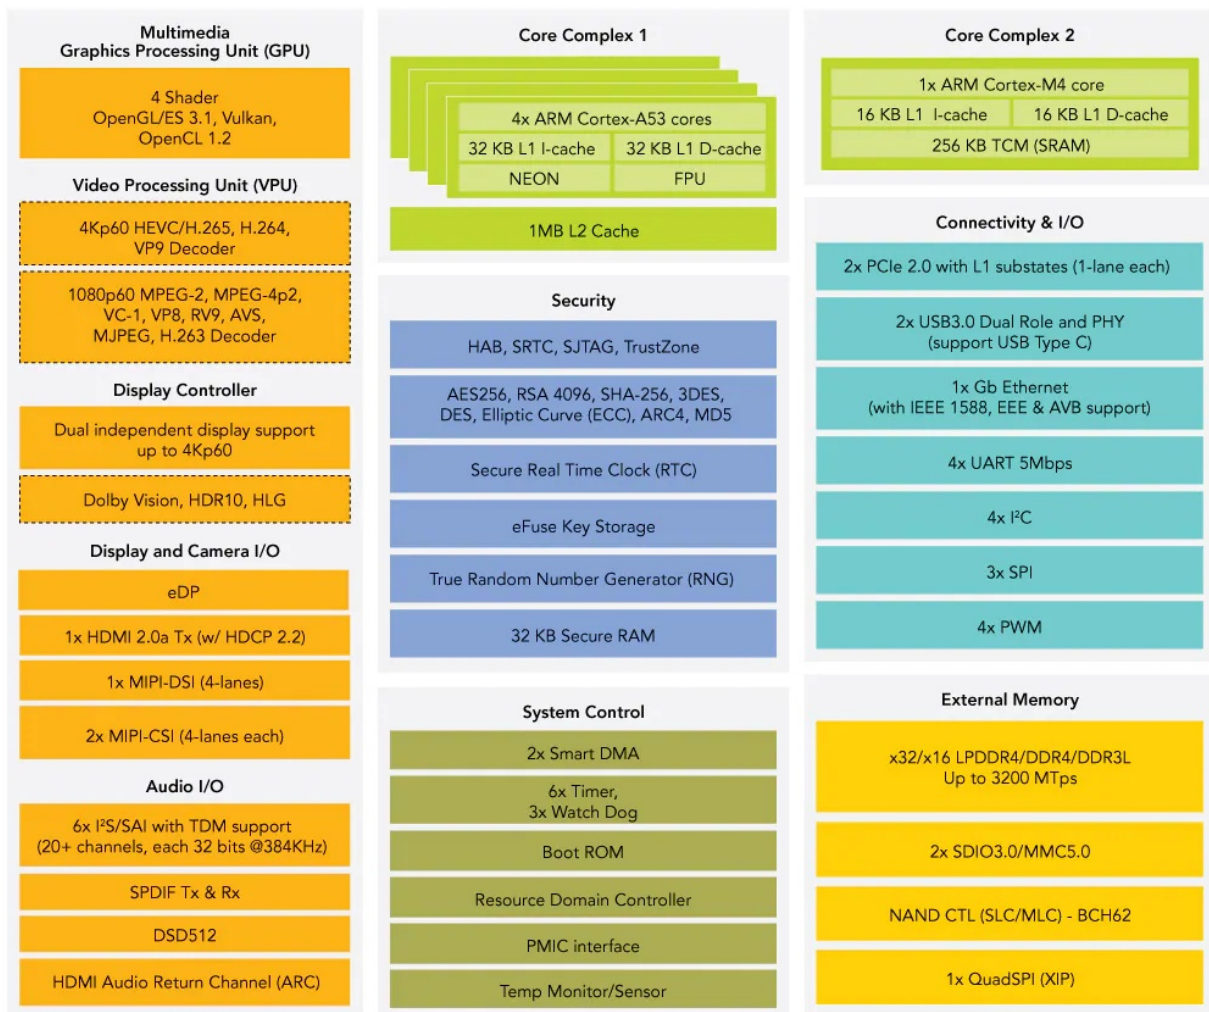 Multimedia
Graphics Processing Unit (GPU)
4 Shader
OpenGL/ES 3.1, Vulkan,
OpenCL 1.2
Video Processing Unit (VPU)
4Kp60 HEVC/H.265, H.264,
VP9 Decoder
1080p60 MPEG-2, MPEG-4p2,
VC-1, VP8, RV9, AVS,
MJPEG, H.263 Decoder
Display Controller
Dual independent display support
up to 4Kp60
Dolby Vision, HDR10, HLG
Display and Camera I/O
eDP
1x HDMI 2.0a Tx (w/ HDCP 2.2)
1x MIPI-DSI (4-lanes)
2x MIPI-CSI (4-lanes each)
Audio I/O
6x I²S/SAI with TDM support
(20+ channels, each 32 bits @384KHz)
SPDIF Tx & Rx
DSD512
HDMI Audio Return Channel (ARC)
Core Complex 1
4x ARM Cortex-A53 cores
32 KB L1 I-cache
32 KB L1 D-cache
NEON
FPU
1MB L2 Cache
Security
HAB, SRTC, SJTAG, TrustZone
AES256, RSA 4096, SHA-256, 3DES,
DES, Elliptic Curve (ECC), ARC4, MD5
Secure Real Time Clock (RTC)
eFuse Key Storage
True Random Number Generator (RNG)
32 KB Secure RAM
System Control
2x Smart DMA
6x Timer,
3x Watch Dog
Boot ROM
Resource Domain Controller
PMIC interface
Temp Monitor/Sensor
Core Complex 2
1x ARM Cortex-M4 core
16 KB L1 I-cache
16 KB L1 D-cache
256 KB TCM (SRAM)
Connectivity & I/O
2x PCIe 2.0 with L1 substates (1-lane each)
2x USB3.0 Dual Role and PHY
(support USB Type C)
1x Gb Ethernet
(with IEEE 1588, EEE & AVB support)
4x UART 5Mbps
4x I²C
3x SPI
4x PWM
External Memory
x32/x16 LPDDR4/DDR4/DDR3L
Up to 3200 MTps
2x SDIO3.0/MMC5.0
NAND CTL (SLC/MLC) - BCH62
1x QuadSPI (XIP)